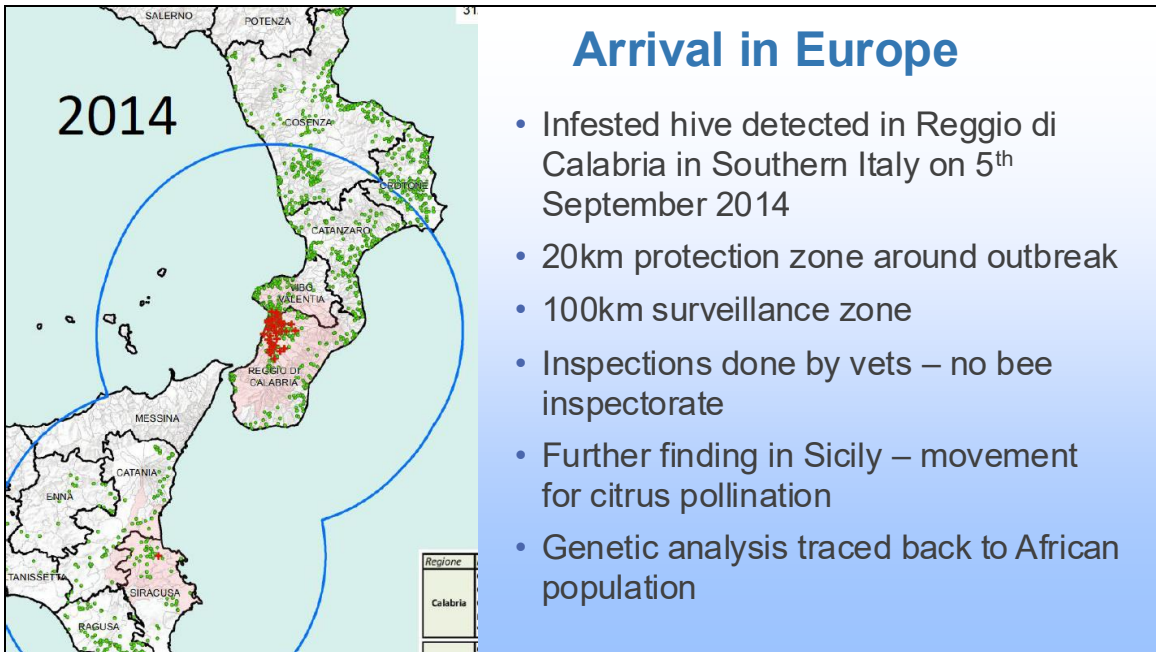 SALERNO
POTENZA
31
2014
COSENZA
CROTONE
CATANZARO
VIBO
VALENTIA
REGGIO DI
CALABRIA
MESSINA
CATANIA
ENNA
TANISSETTA
SIRACUSA
RAGUSA
Regione
Calabria
Arrival in Europe
• Infested hive detected in Reggio di
Calabria in Southern Italy on 5th
September 2014
• 20km protection zone around outbreak
• 100km surveillance zone
• Inspections done by vets – no bee
inspectorate
• Further finding in Sicily – movement
for citrus pollination
• Genetic analysis traced back to African
population